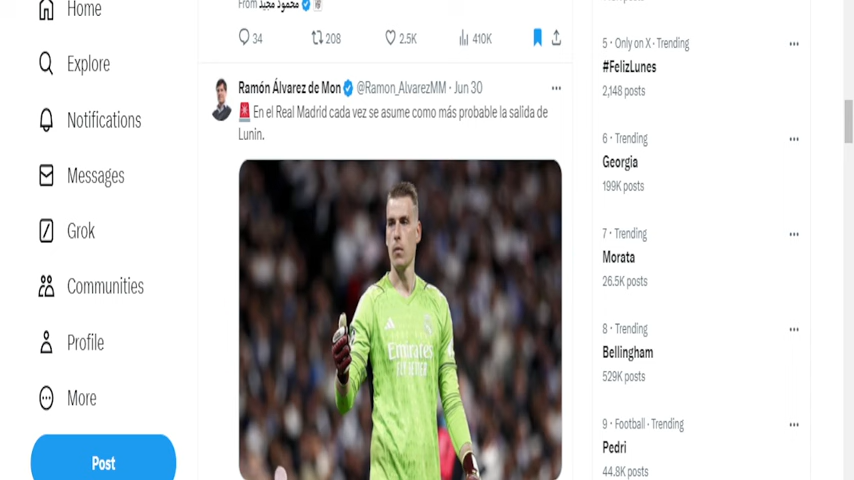 Home
Explore
Notifications
Messages
Grok
Communities
Profile
More
Post
From محمود مجيد
34 208 2.5K 410K
Ramón Álvarez de Mon @Ramon_AlvarezMM · Jun 30
En el Real Madrid cada vez se asume como más probable la salida de
Lunin.
Emirates
FLY BETTER
5 · Only on X · Trending
#FelizLunes
2,148 posts
6 · Trending
Georgia
199K posts
7 · Trending
Morata
26.5K posts
8 · Trending
Bellingham
529K posts
9 · Football · Trending
Pedri
44.8K posts